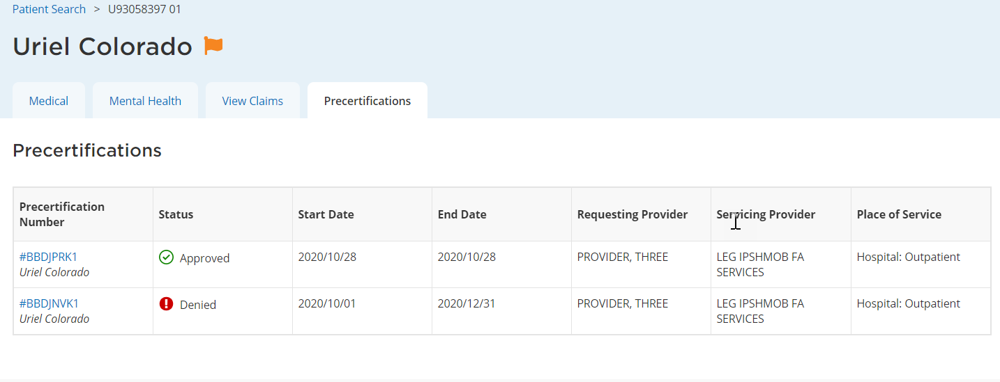 Patient Search > U93058397 01
Uriel Colorado
Medical Mental Health View Claims Precertifications
Precertifications
Precertification Number Status Start Date End Date Requesting Provider Servicing Provider Place of Service
#BBDJPRK1 Approved 2020/10/28 2020/10/28 PROVIDER, THREE LEG IPSHMOB FA Hospital: Outpatient
Uriel Colorado SERVICES
#BBDJNVK1 Denied 2020/10/01 2020/12/31 PROVIDER, THREE LEG IPSHMOB FA Hospital: Outpatient
Uriel Colorado SERVICES